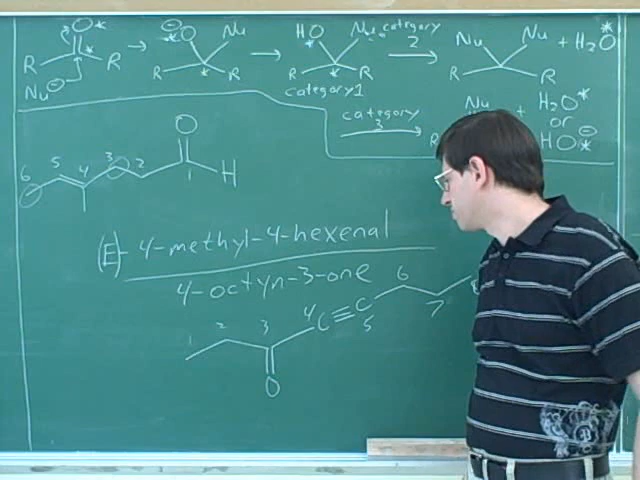 ⊖ Nu HO Nu category Nu Nu + H₂O*
O* O * 2
R * R → R * R → R * R → R R
Nu⊖ category 1
category Nu + H₂O*
3 or
R HO⊖ *
O
6 5 4 3 2 1 H
(E)-4-methyl-4-hexenal
4-octyn-3-one
1 2 3 4 C≡C 5 6 7 8
O